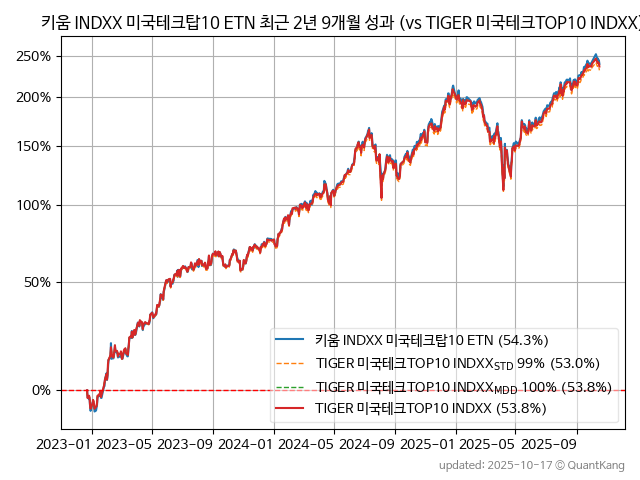 키움 INDXX 미국테크탑10 ETN 최근 2년 9개월 성과 (vs TIGER 미국테크TOP10 INDXX)
250%
200%
150%
100%
50%
0%
키움 INDXX 미국테크탑10 ETN (54.3%)
TIGER 미국테크TOP10 INDXX STD 99% (53.0%)
TIGER 미국테크TOP10 INDXX MDD 100% (53.8%)
TIGER 미국테크TOP10 INDXX (53.8%)
2023-01 2023-05 2023-09 2024-01 2024-05 2024-09 2025-01 2025-05 2025-09
updated: 2025-10-17 © QuantKang